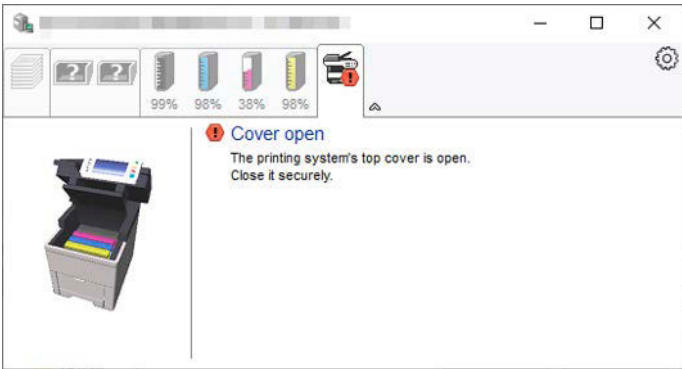 ? ?
99% 98% 38% 98%
Cover open
The printing system's top cover is open.
Close it securely.